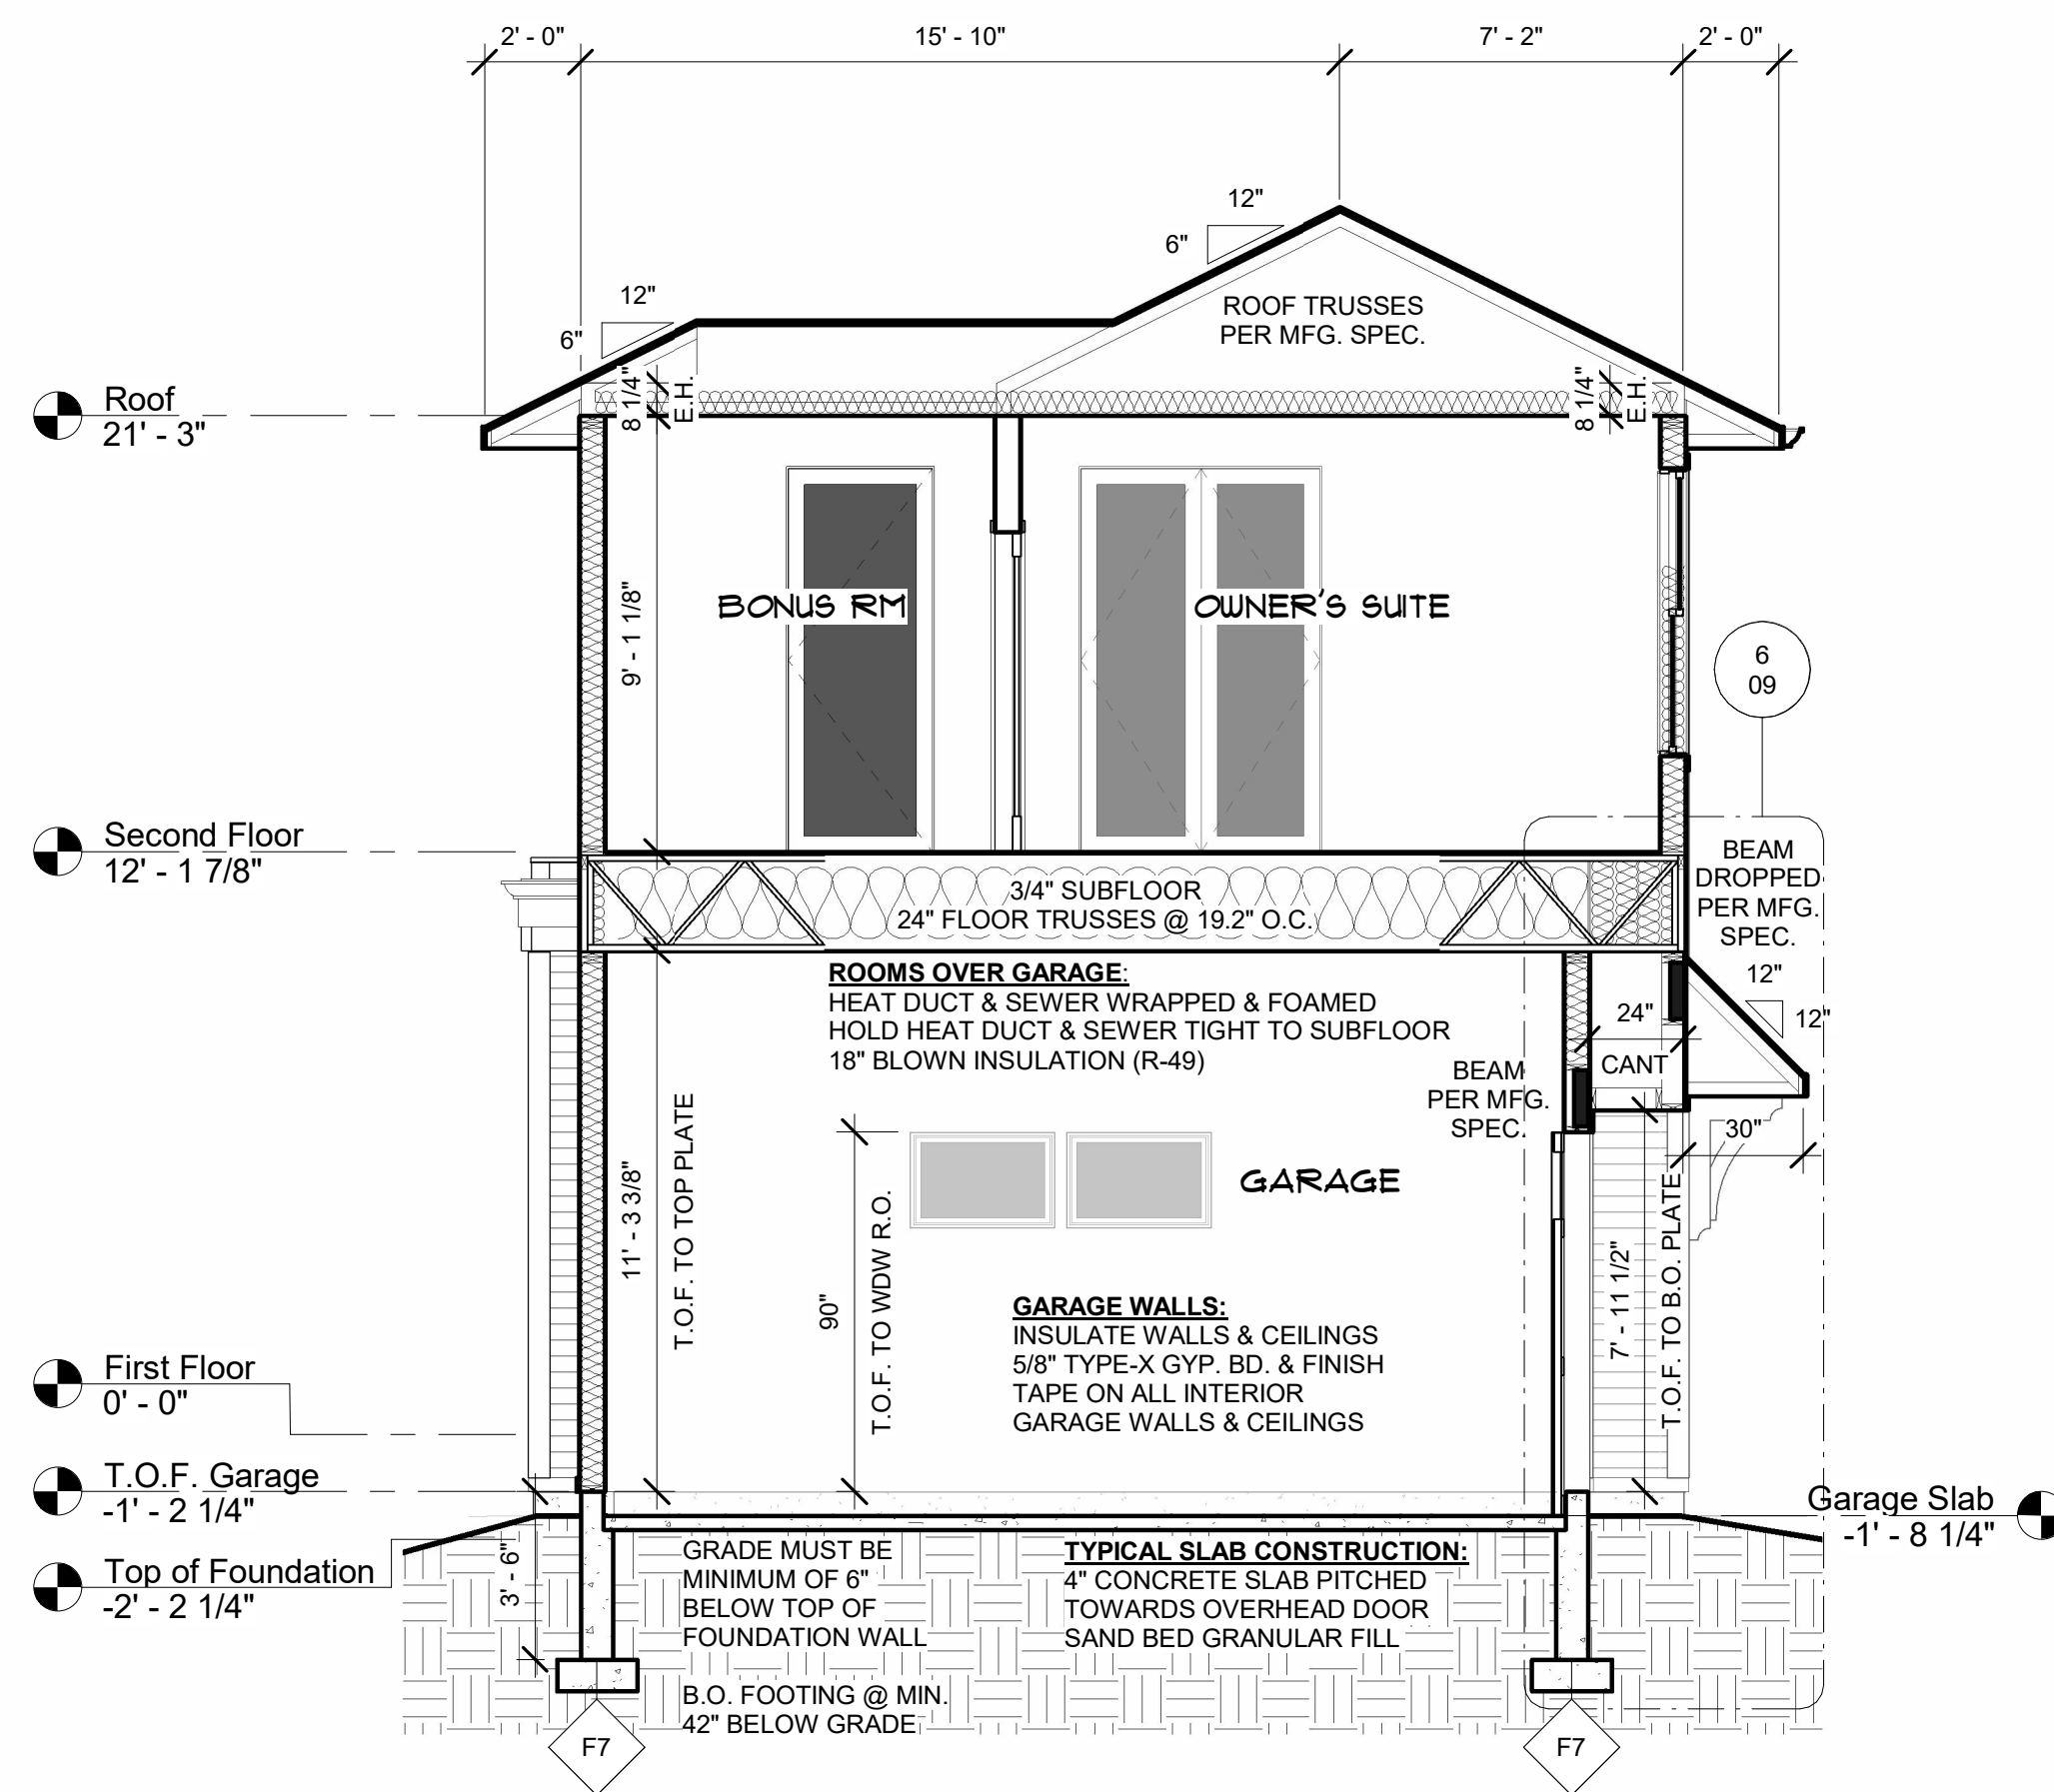 2' - 0"
15' - 10"
7' - 2"
2' - 0"
12"
6"
12"
6"
ROOF TRUSSES
PER MFG. SPEC.
Roof
21' - 3"
8 1/4"
E.H.
8 1/4"
E.H.
9' - 1 1/8"
BONUS RM
OWNER'S SUITE
6
09
Second Floor
12' - 1 7/8"
3/4" SUBFLOOR
24" FLOOR TRUSSES @ 19.2" O.C.
BEAM
DROPPED
PER MFG.
SPEC.
ROOMS OVER GARAGE:
HEAT DUCT & SEWER WRAPPED & FOAMED
HOLD HEAT DUCT & SEWER TIGHT TO SUBFLOOR
18" BLOWN INSULATION (R-49)
12"
12"
24"
CANT
BEAM
PER MFG.
SPEC.
30"
11' - 3 3/8"
T.O.F. TO TOP PLATE
90"
T.O.F. TO WDW R.O.
GARAGE
7' - 11 1/2"
T.O.F. TO B.O. PLATE
GARAGE WALLS:
INSULATE WALLS & CEILINGS
5/8" TYPE-X GYP. BD. & FINISH
TAPE ON ALL INTERIOR
GARAGE WALLS & CEILINGS
First Floor
0' - 0"
T.O.F. Garage
-1' - 2 1/4"
Garage Slab
-1' - 8 1/4"
Top of Foundation
-2' - 2 1/4"
3' - 6"
GRADE MUST BE
MINIMUM OF 6"
BELOW TOP OF
FOUNDATION WALL
B.O. FOOTING @ MIN.
42" BELOW GRADE
TYPICAL SLAB CONSTRUCTION:
4" CONCRETE SLAB PITCHED
TOWARDS OVERHEAD DOOR
SAND BED GRANULAR FILL
F7
F7